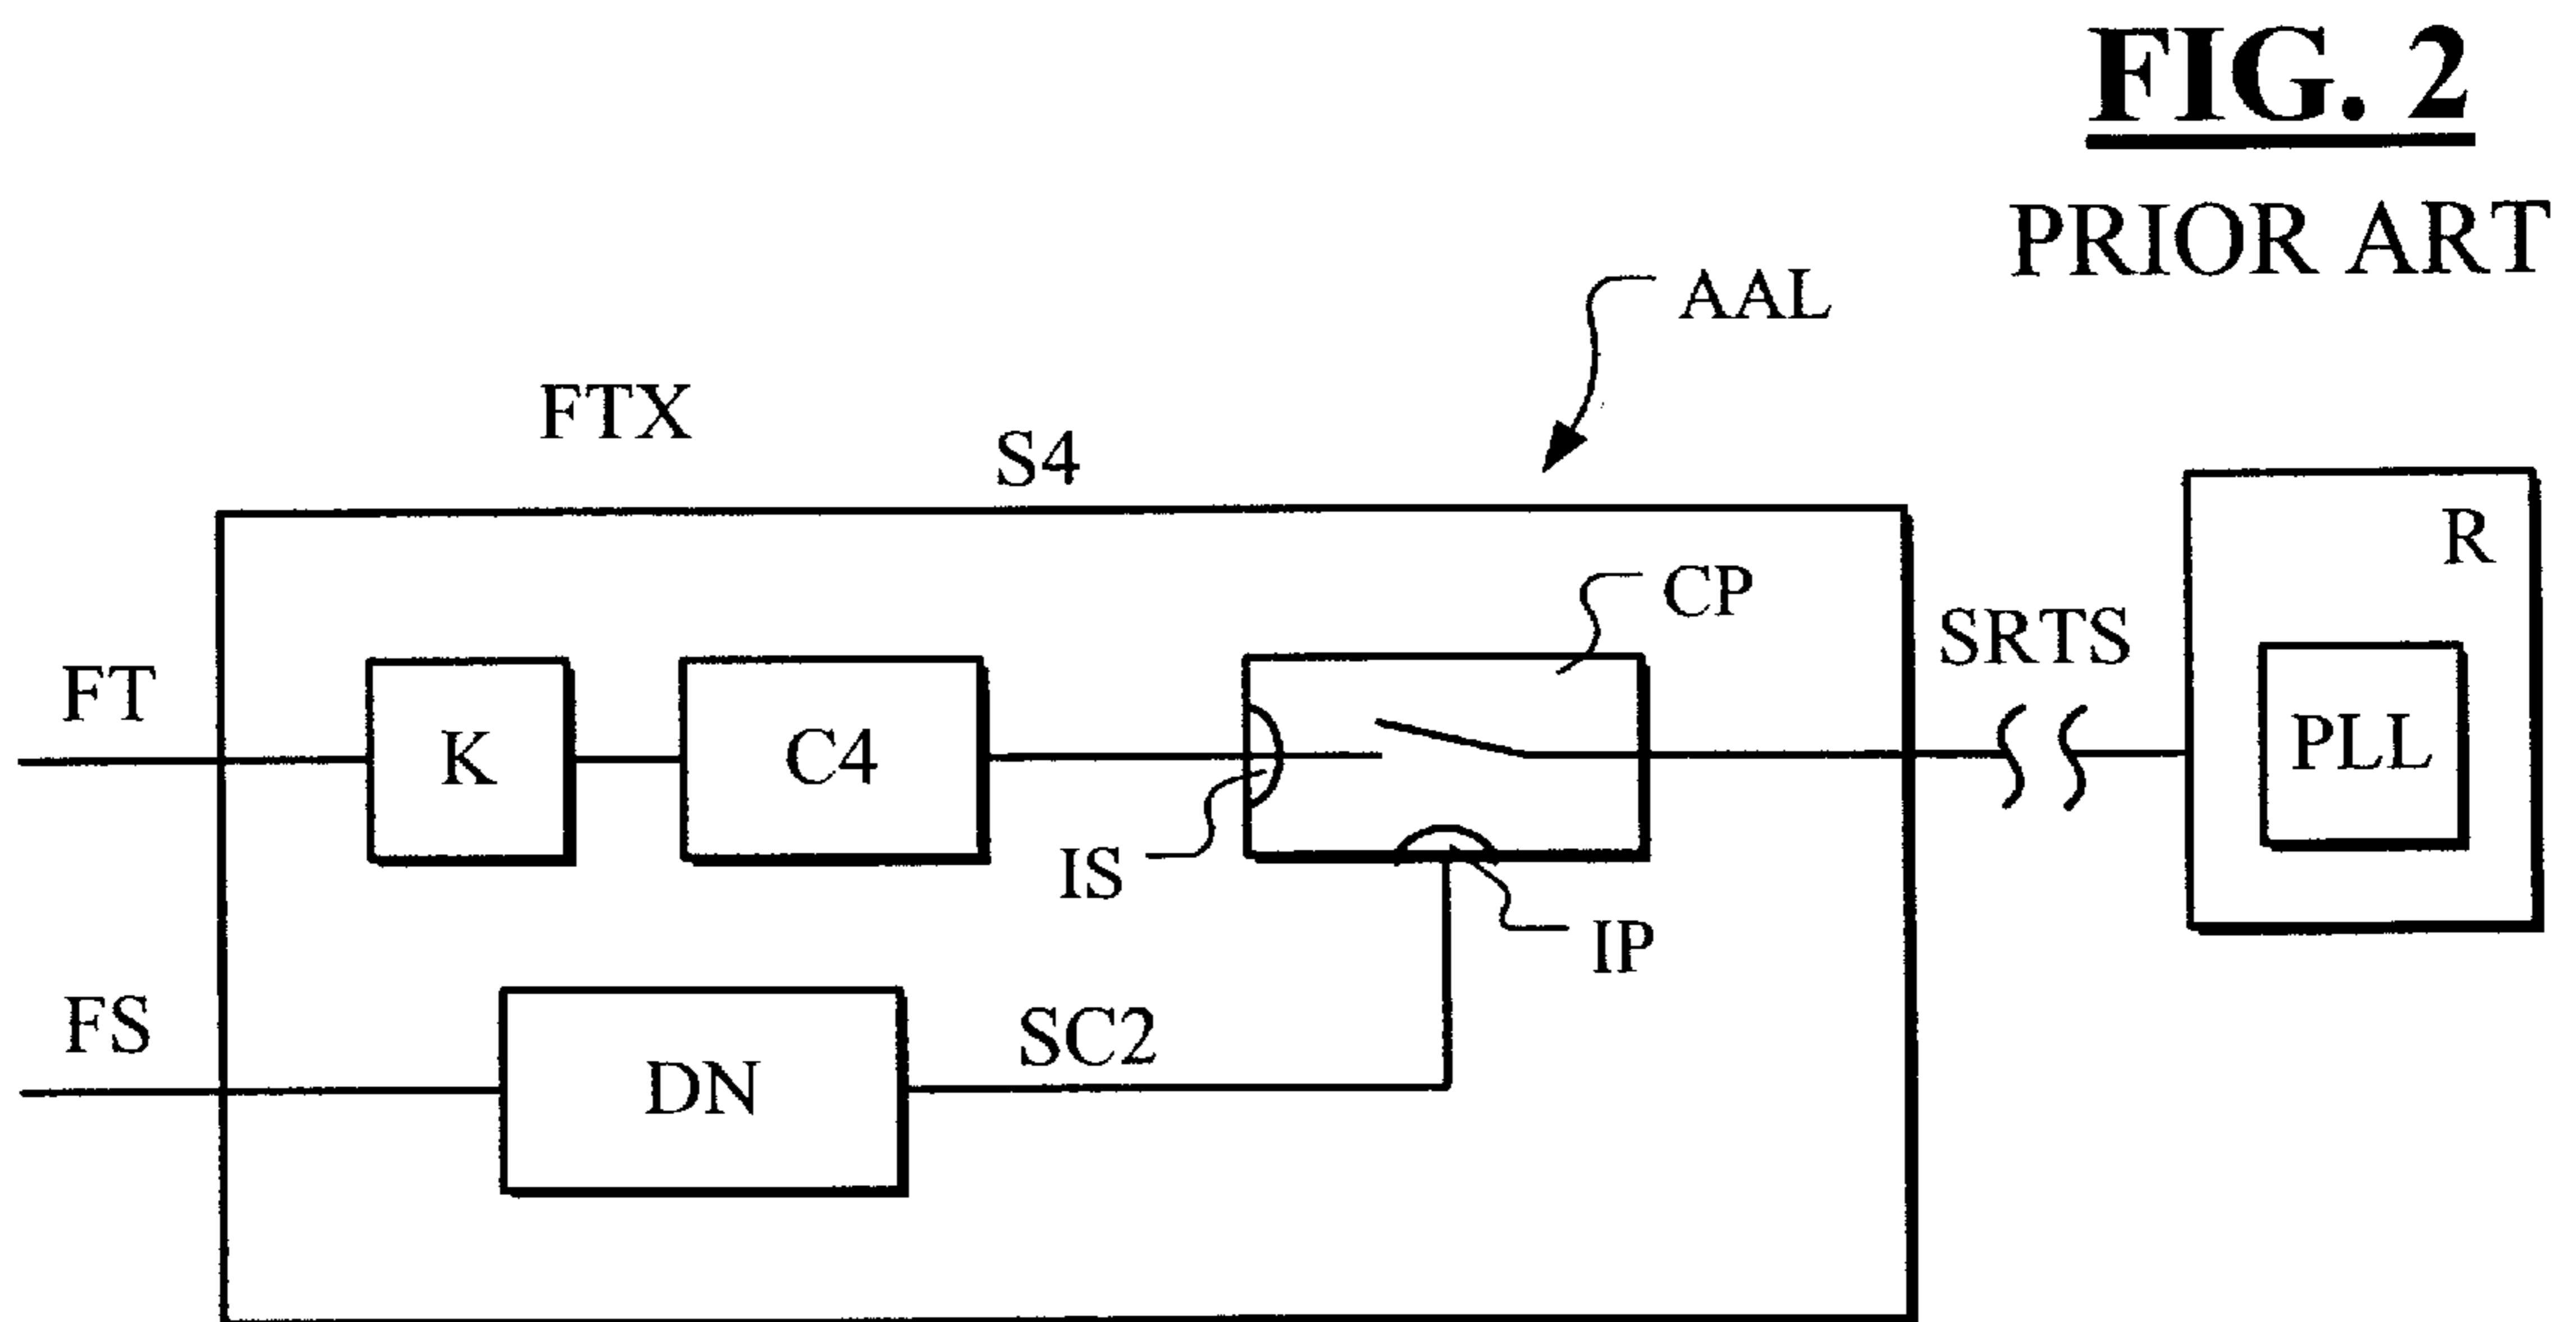 FIG. 2
PRIOR ART
AAL
FTX
S4
R
CP
SRTS
FT
K
C4
PLL
IS
IP
FS
SC2
DN